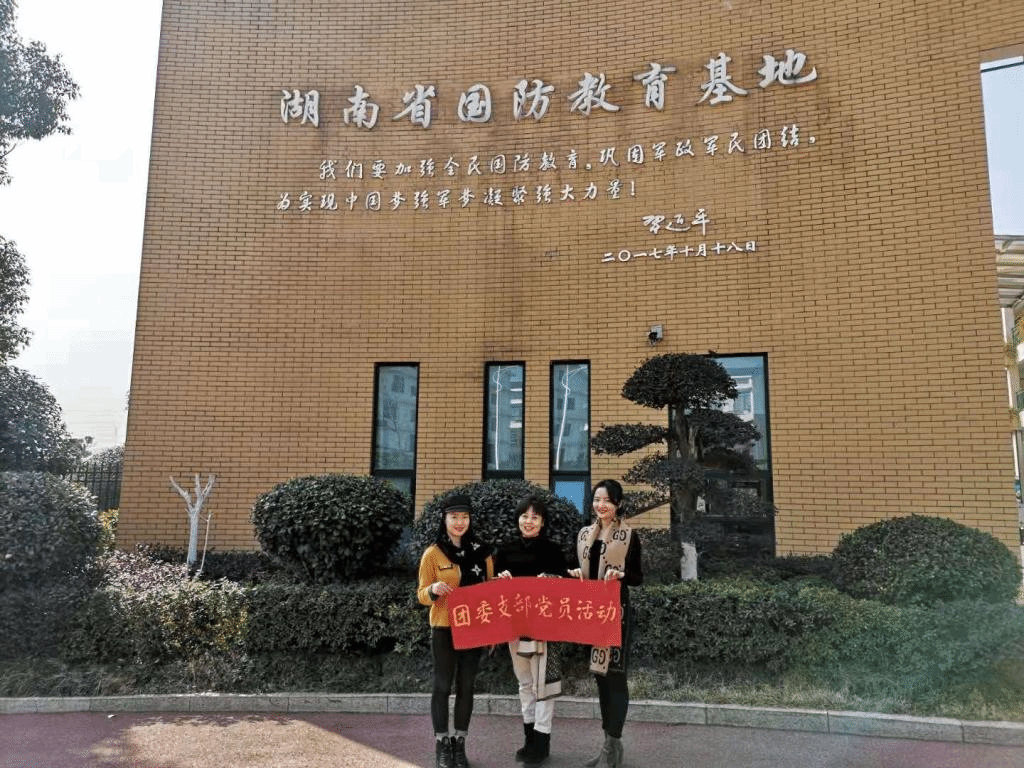 湖南省国防教育基地
我们要加强全民国防教育，巩固军政军民团结，
为实现中国梦强军梦凝聚强大力量！
习近平
二〇一七年十月十八日
团委支部党员活动